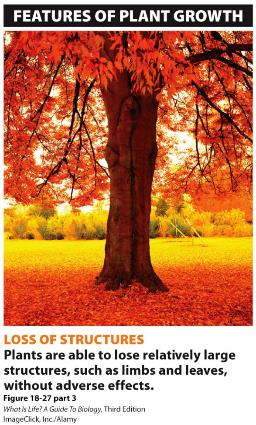 FEATURES OF PLANT GROWTH
LOSS OF STRUCTURES
Plants are able to lose relatively large
structures, such as limbs and leaves,
without adverse effects.
Figure 18-27 part 3
What Is Life? A Guide To Biology, Third Edition
ImageClick, Inc./Alamy